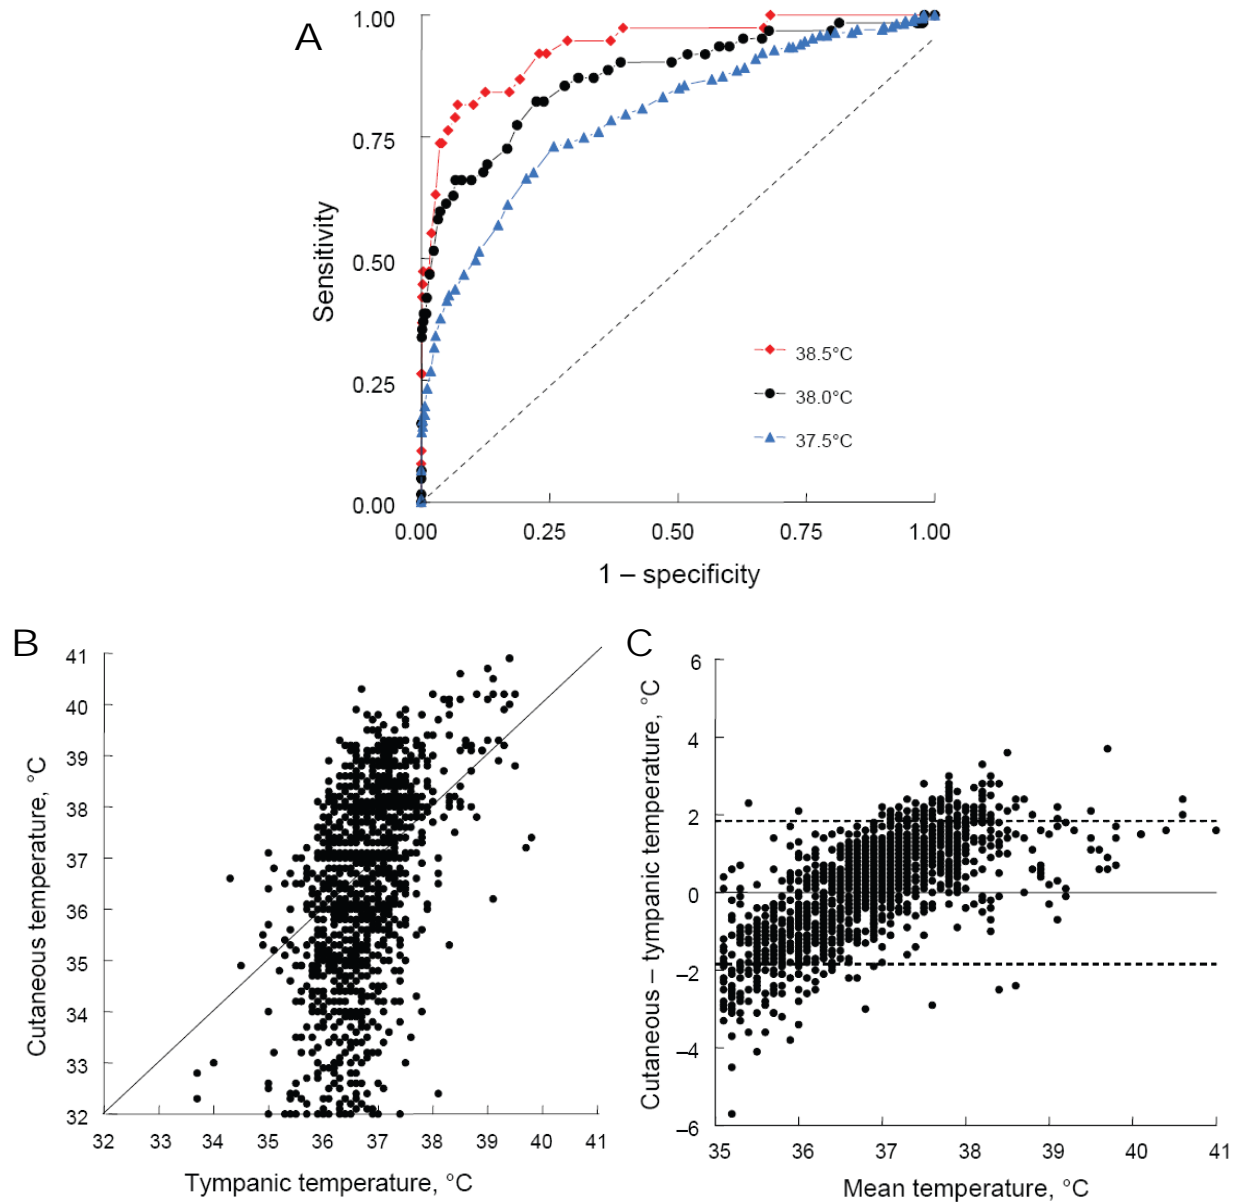 A
1.00
0.75
0.50
0.25
0.00
Sensitivity
0.00 0.25 0.50 0.75 1.00
1 – specificity
38.5°C
38.0°C
37.5°C
B
41
40
39
38
37
36
35
34
33
32
Cutaneous temperature, °C
32 33 34 35 36 37 38 39 40 41
Tympanic temperature, °C
C
6
4
2
0
–2
–4
–6
Cutaneous – tympanic temperature, °C
35 36 37 38 39 40 41
Mean temperature, °C